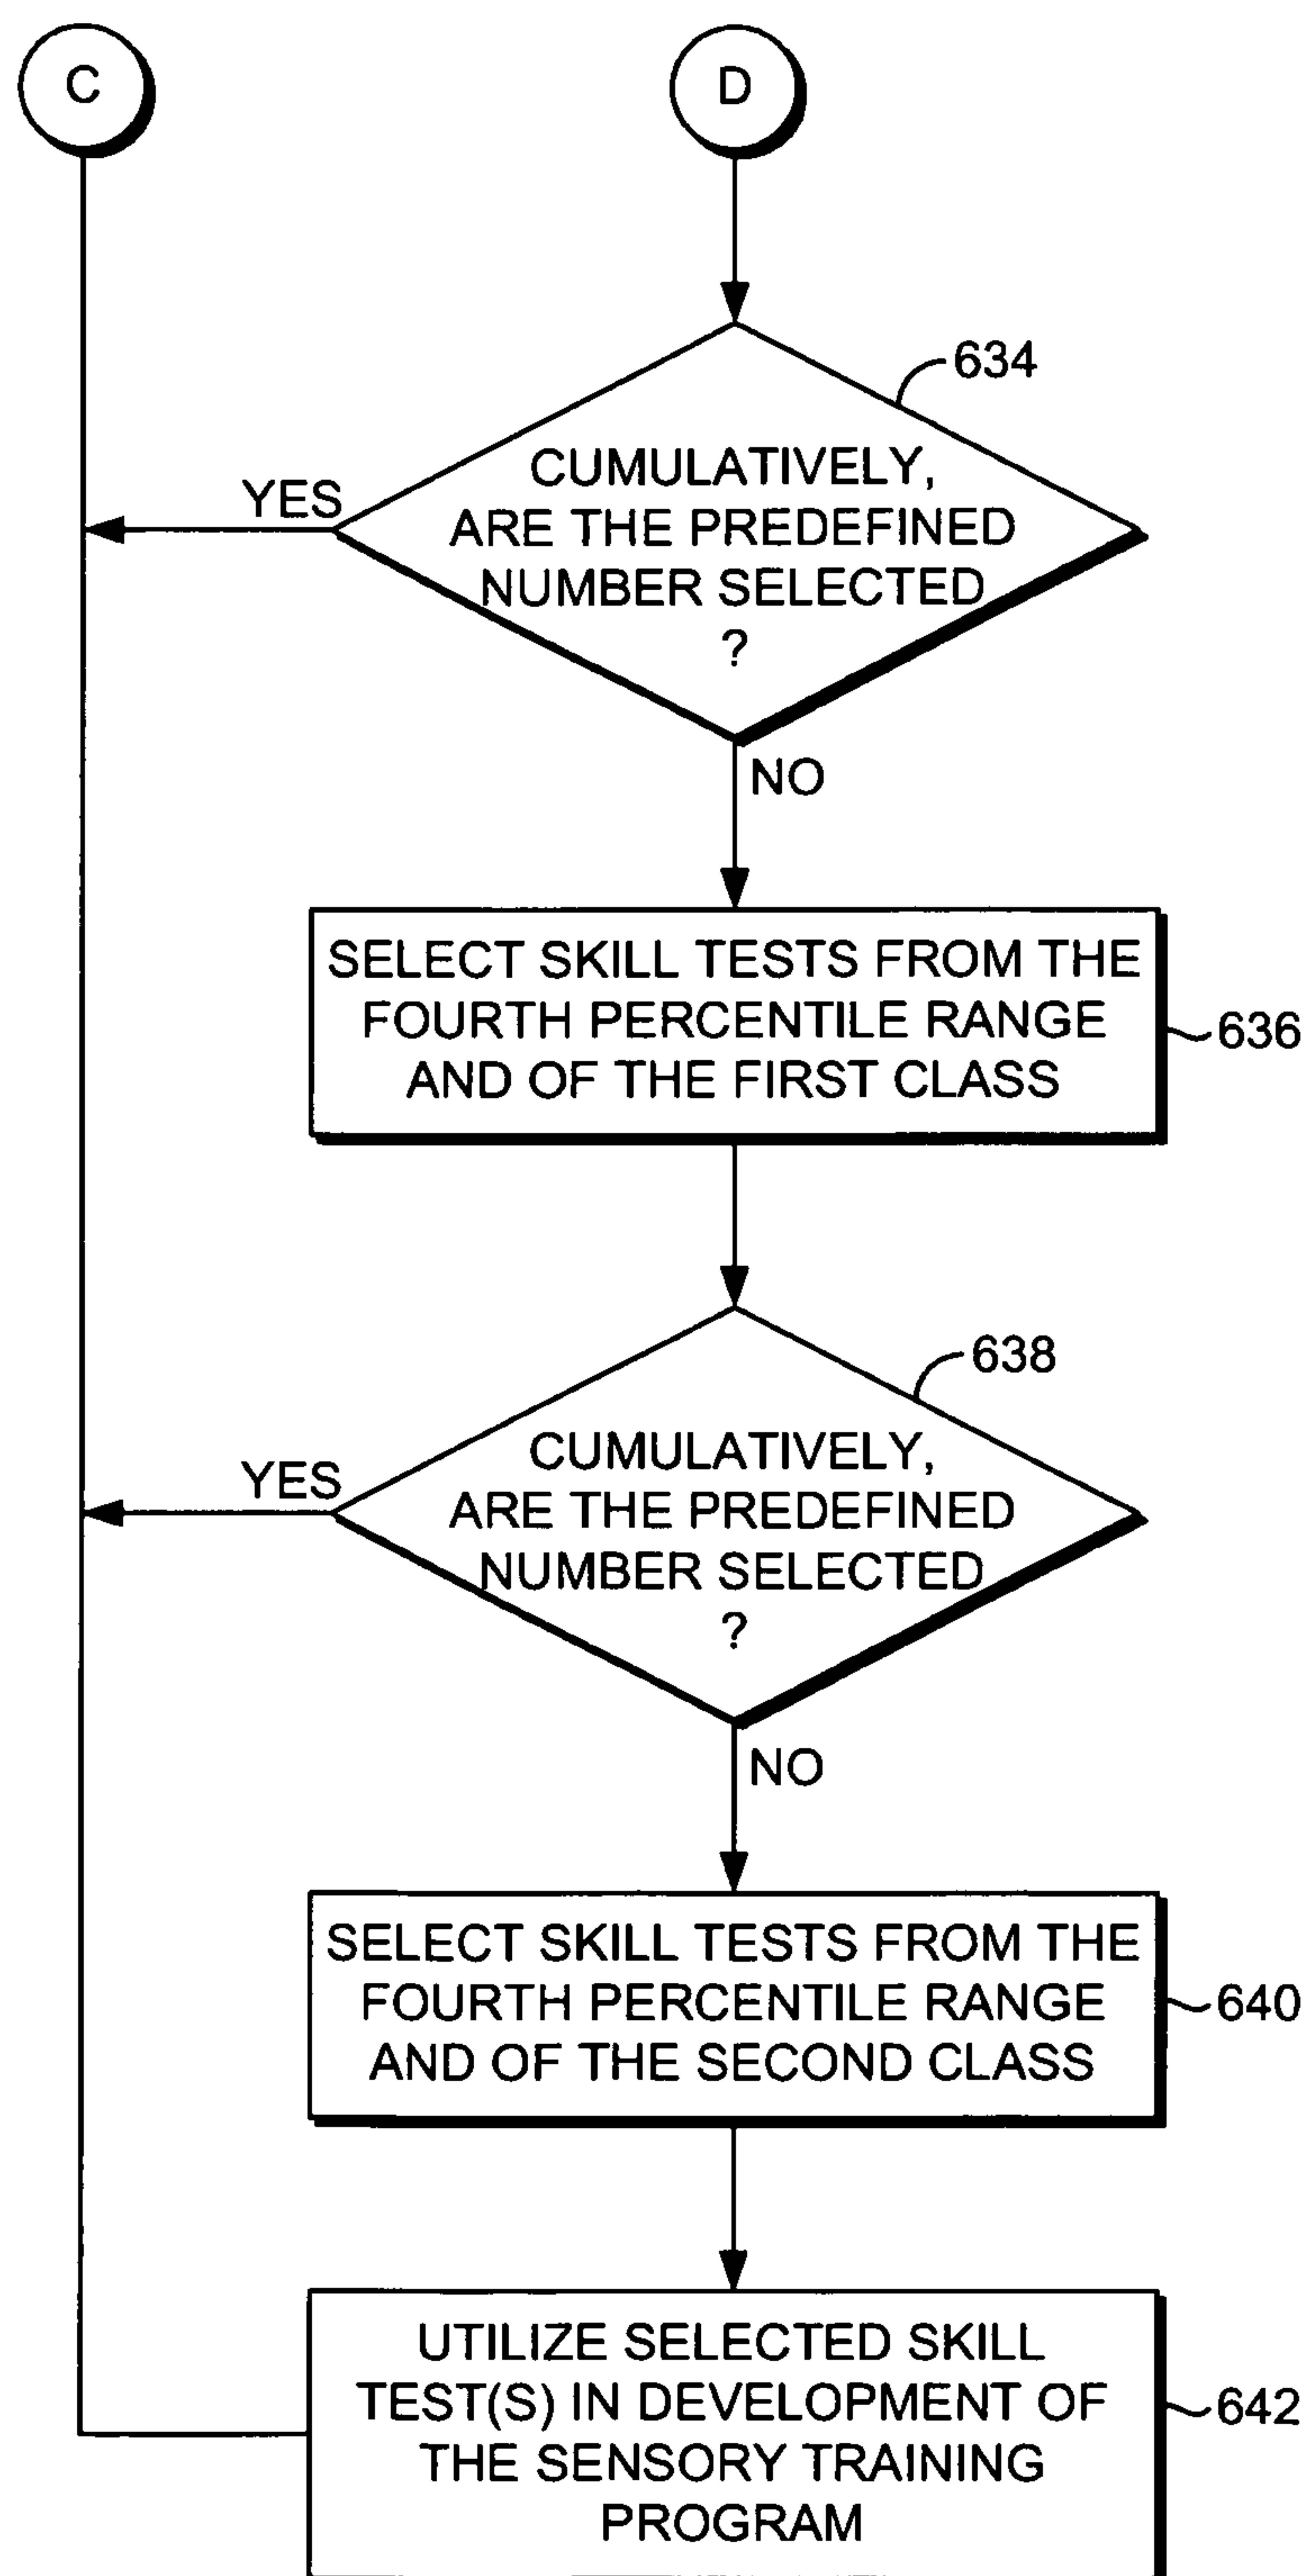 C
D
634
CUMULATIVELY,
ARE THE PREDEFINED
NUMBER SELECTED
?
YES
NO
SELECT SKILL TESTS FROM THE
FOURTH PERCENTILE RANGE
AND OF THE FIRST CLASS
636
638
CUMULATIVELY,
ARE THE PREDEFINED
NUMBER SELECTED
?
YES
NO
SELECT SKILL TESTS FROM THE
FOURTH PERCENTILE RANGE
AND OF THE SECOND CLASS
640
UTILIZE SELECTED SKILL
TEST(S) IN DEVELOPMENT OF
THE SENSORY TRAINING
PROGRAM
642